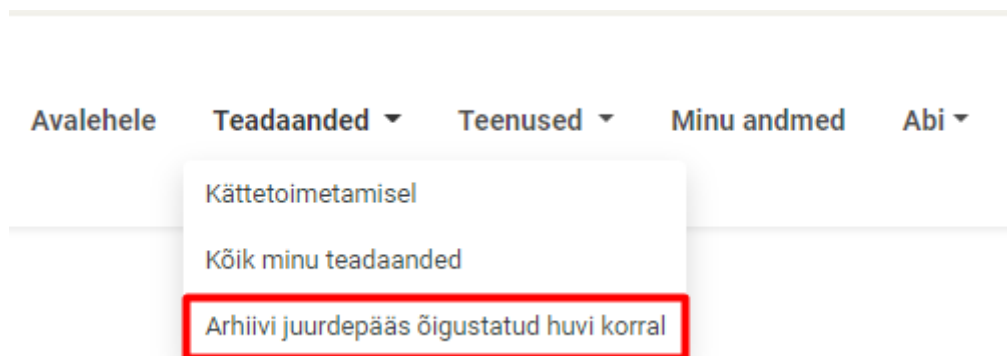 Avalehele Teadaanded Teenused Minu andmed Abi
Kättetoimetamisel
Kõik minu teadaanded
Arhiivi juurdepääs õigustatud huvi korral